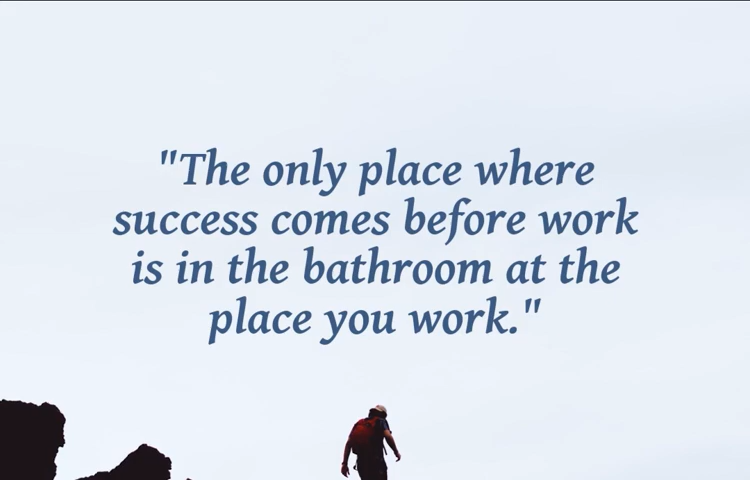 "The only place where
success comes before work
is in the bathroom at the
place you work."